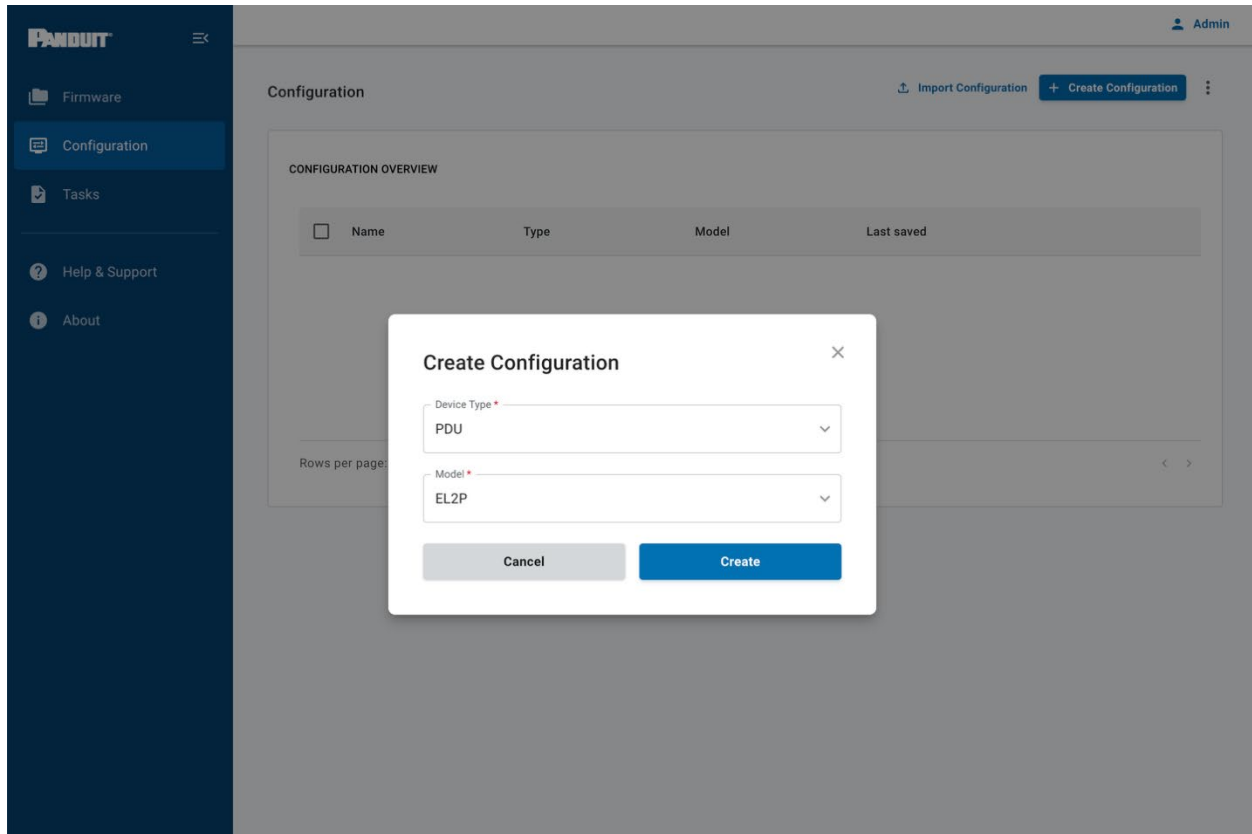 PANDUIT
Admin
Firmware
Configuration
Tasks
Help & Support
About
Configuration
Import Configuration
+ Create Configuration
CONFIGURATION OVERVIEW
Name Type Model Last saved
Rows per page:
Create Configuration
Device Type *
PDU
Model *
EL2P
Cancel Create